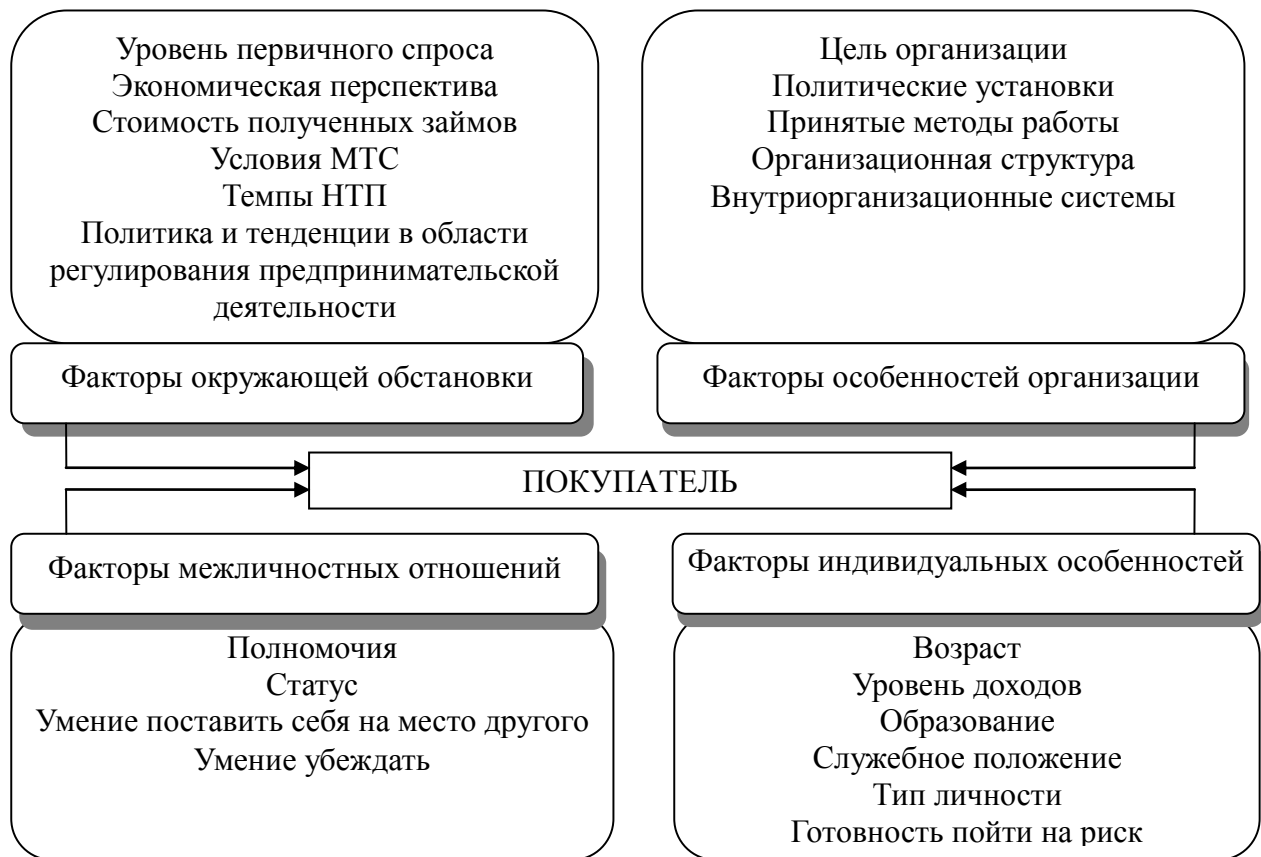 Уровень первичного спроса
Экономическая перспектива
Стоимость полученных займов
Условия МТС
Темпы НТП
Политика и тенденции в области
регулирования предпринимательской
деятельности
Факторы окружающей обстановки
Цель организации
Политические установки
Принятые методы работы
Организационная структура
Внутриорганизационные системы
Факторы особенностей организации
ПОКУПАТЕЛЬ
Факторы межличностных отношений
Полномочия
Статус
Умение поставить себя на место другого
Умение убеждать
Факторы индивидуальных особенностей
Возраст
Уровень доходов
Образование
Служебное положение
Тип личности
Готовность пойти на риск